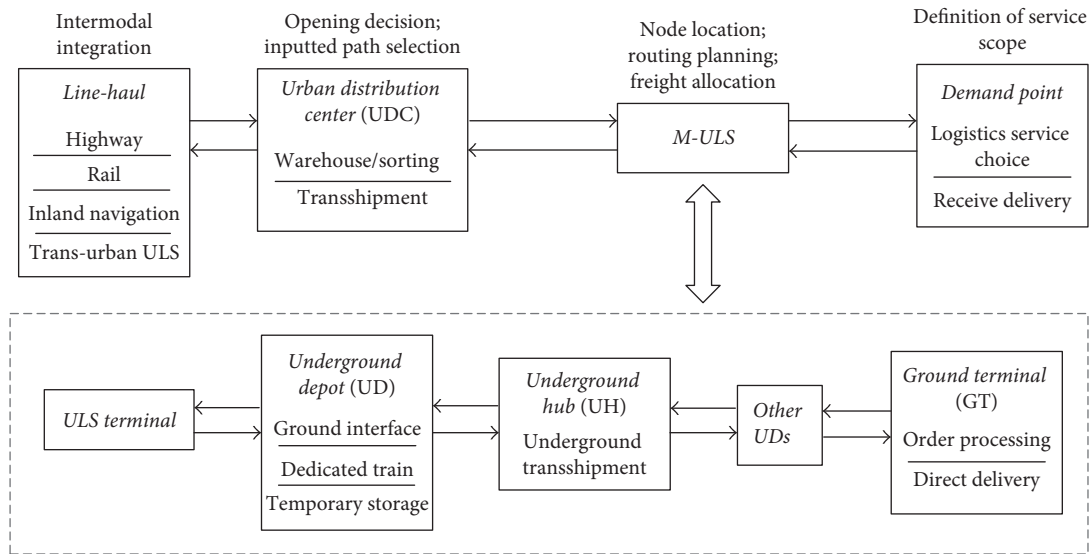 Intermodal
integration
Line-haul
Highway
Rail
Inland navigation
Trans-urban ULS
Opening decision;
inputted path selection
Urban distribution
center (UDC)
Warehouse/sorting
Transshipment
Node location;
routing planning;
freight allocation
M-ULS
Definition of service
scope
Demand point
Logistics service
choice
Receive delivery
ULS terminal
Underground
depot (UD)
Ground interface
Dedicated train
Temporary storage
Underground
hub (UH)
Underground
transshipment
Other
UDs
Ground terminal
(GT)
Order processing
Direct delivery